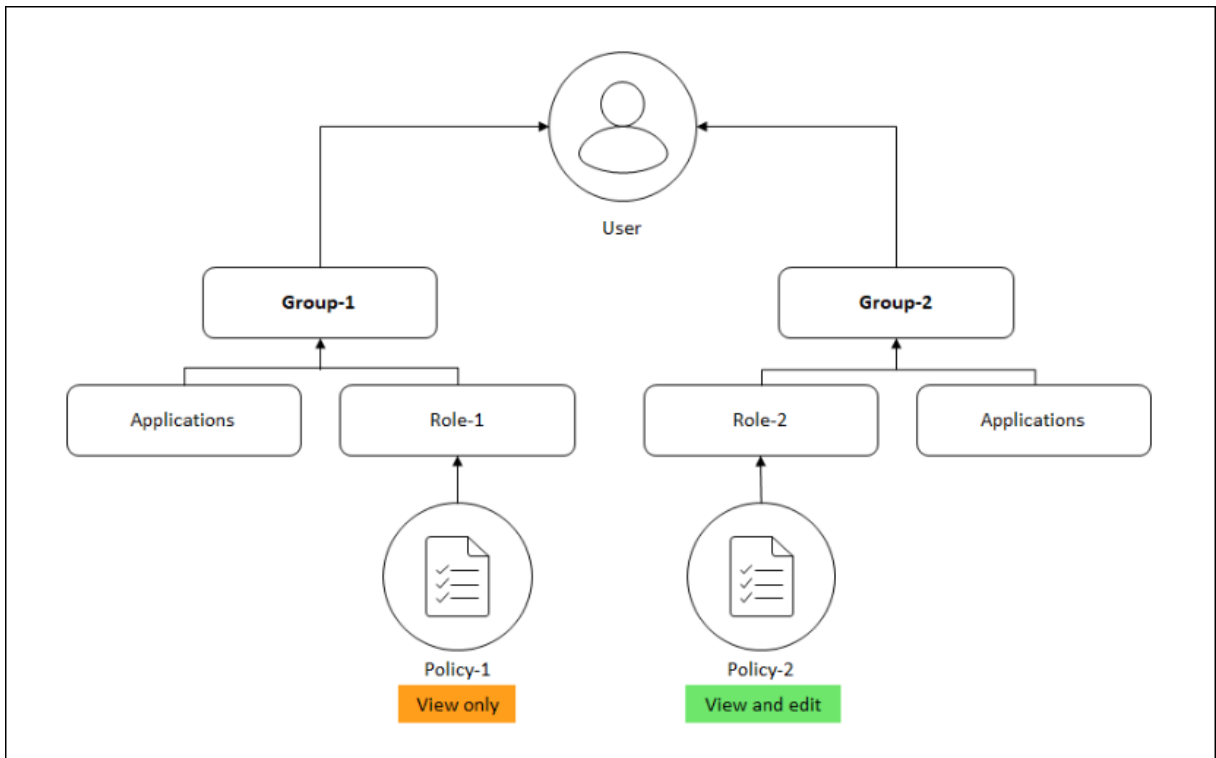 User
Group-1
Group-2
Applications
Role-1
Role-2
Applications
Policy-1
Policy-2
View only
View and edit